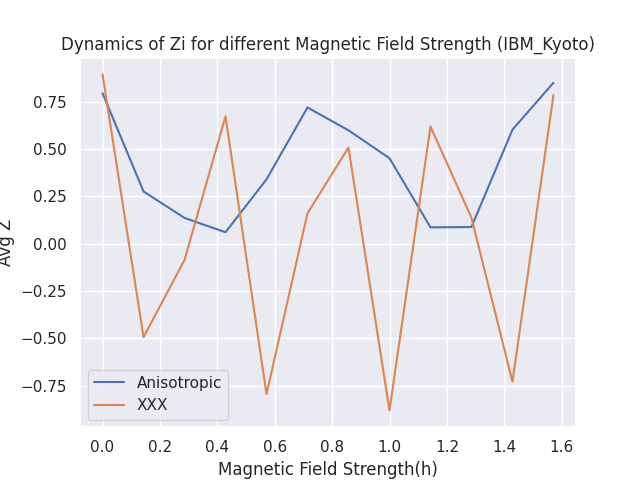 Dynamics of Zi for different Magnetic Field Strength (IBM_Kyoto)
0.75
0.50
0.25
0.00
−0.25
−0.50
−0.75
Avg Z
Anisotropic
XXX
0.0 0.2 0.4 0.6 0.8 1.0 1.2 1.4 1.6
Magnetic Field Strength(h)